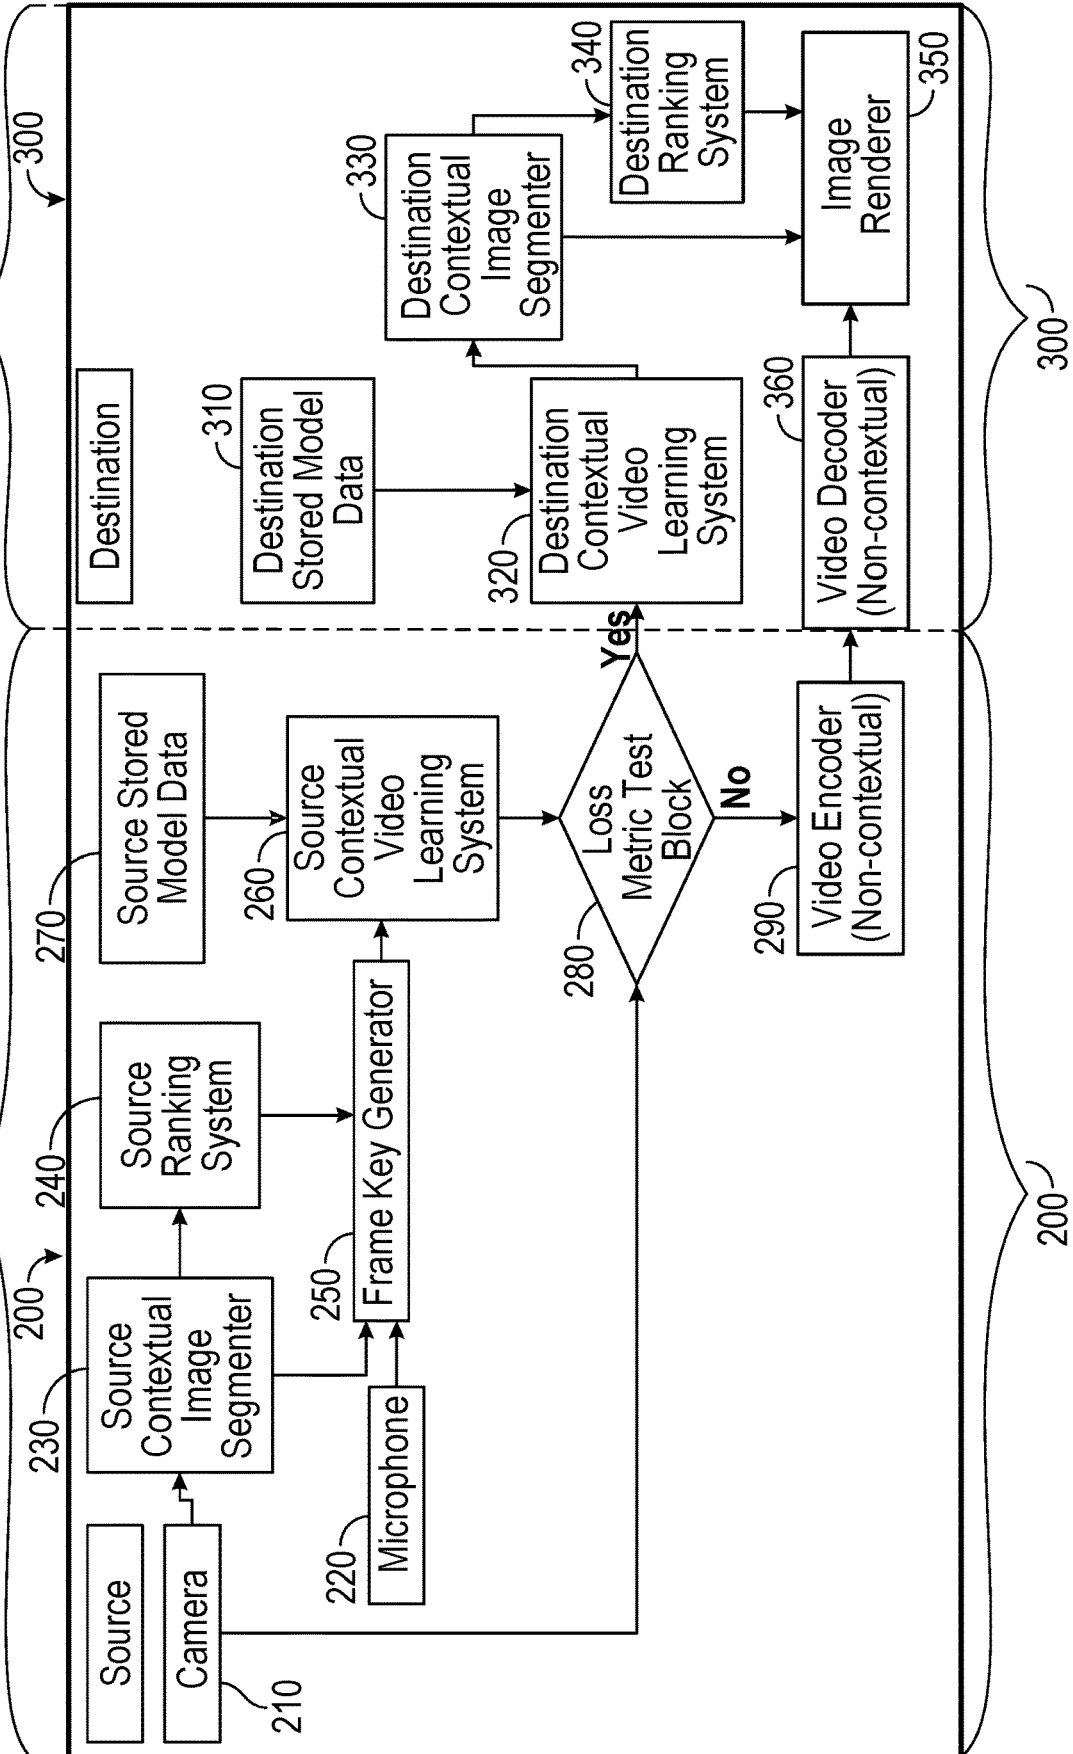 200
300
Source
Destination
Camera
210
230
Source
Contextual
Image
Segmenter
240
Source
Ranking
System
270
Source Stored
Model Data
310
Destination
Stored Model
Data
330
Destination
Contextual
Image
Segmenter
340
Destination
Ranking
System
220
Microphone
250
Frame Key Generator
260
Source
Contextual
Video
Learning
System
320
Destination
Contextual
Video
Learning
System
280
Loss
Metric Test
Block
Yes
No
290
Video Encoder
(Non-contextual)
360
Video Decoder
(Non-contextual)
Image
Renderer
350
200
300